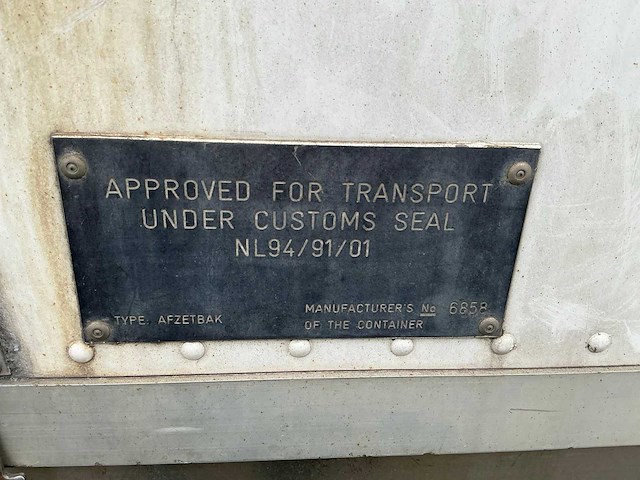 APPROVED FOR TRANSPORT
UNDER CUSTOMS SEAL
NL94/91/01
TYPE: AFZETBAK
MANUFACTURER'S No 6858
OF THE CONTAINER